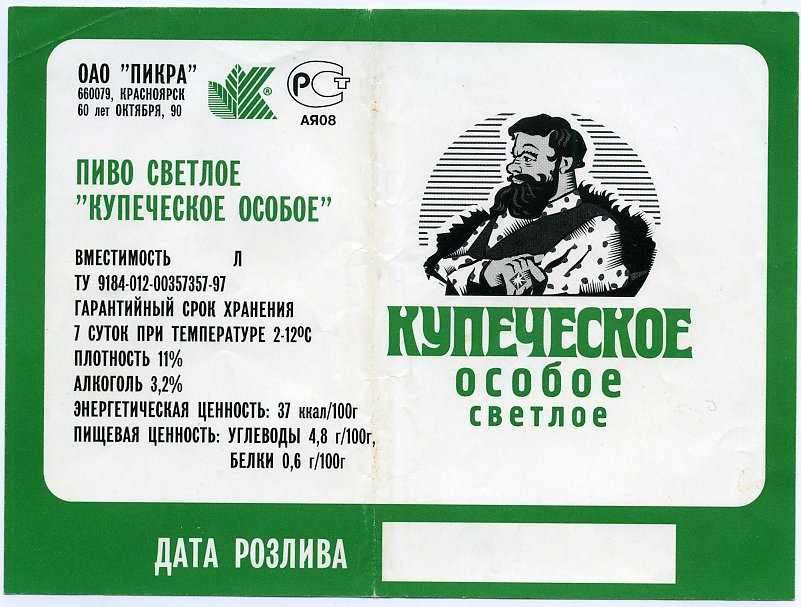 ОАО "ПИКРА"
660079, КРАСНОЯРСК
60 лет ОКТЯБРЯ, 90
®
РСТ
АЯ08
ПИВО СВЕТЛОЕ
"КУПЕЧЕСКОЕ ОСОБОЕ"
ВМЕСТИМОСТЬ Л
ТУ 9184-012-00357357-97
ГАРАНТИЙНЫЙ СРОК ХРАНЕНИЯ
7 СУТОК ПРИ ТЕМПЕРАТУРЕ 2-12ºС
ПЛОТНОСТЬ 11%
АЛКОГОЛЬ 3,2%
ЭНЕРГЕТИЧЕСКАЯ ЦЕННОСТЬ: 37 ккал/100г
ПИЩЕВАЯ ЦЕННОСТЬ: УГЛЕВОДЫ 4,8 г/100г,
БЕЛКИ 0,6 г/100г
КУПЕЧЕСКОЕ
особое
светлое
ДАТА РОЗЛИВА